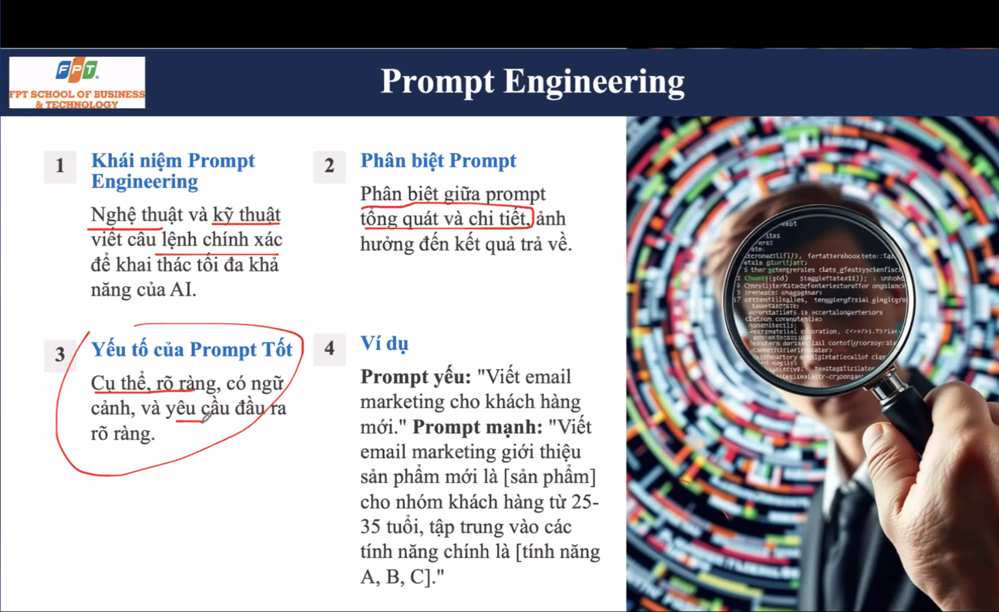 FPT
FPT SCHOOL OF BUSINESS
& TECHNOLOGY
Prompt Engineering
1
Khái niệm Prompt
Engineering
Nghệ thuật và kỹ thuật
viết câu lệnh chính xác
để khai thác tối đa khả
năng của AI.
2
Phân biệt Prompt
Phân biệt giữa prompt
tổng quát và chi tiết, ảnh
hưởng đến kết quả trả về.
3
Yếu tố của Prompt Tốt
Cụ thể, rõ ràng, có ngữ
cảnh, và yêu cầu đầu ra
rõ ràng.
4
Ví dụ
Prompt yếu: "Viết email
marketing cho khách hàng
mới." Prompt mạnh: "Viết
email marketing giới thiệu
sản phẩm mới là [sản phẩm]
cho nhóm khách hàng từ 25-
35 tuổi, tập trung vào các
tính năng chính là [tính năng
A, B, C]."